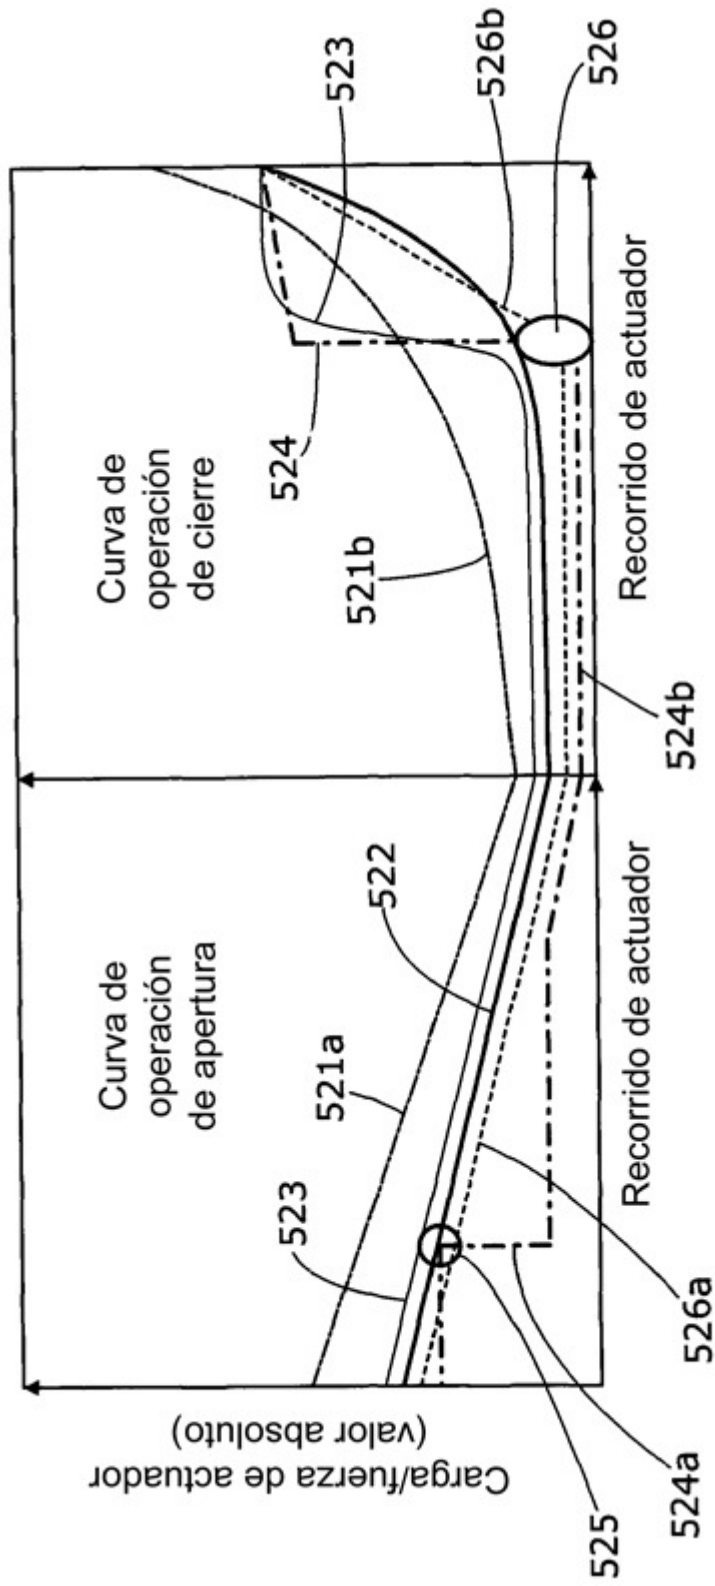 Carga/fuerza de actuador
(valor absoluto)
Curva de
operación
de apertura
Curva de
operación
de cierre
523
521a
522
521b
524
523
526b
526
525
524a
526a
524b
Recorrido de actuador
Recorrido de actuador